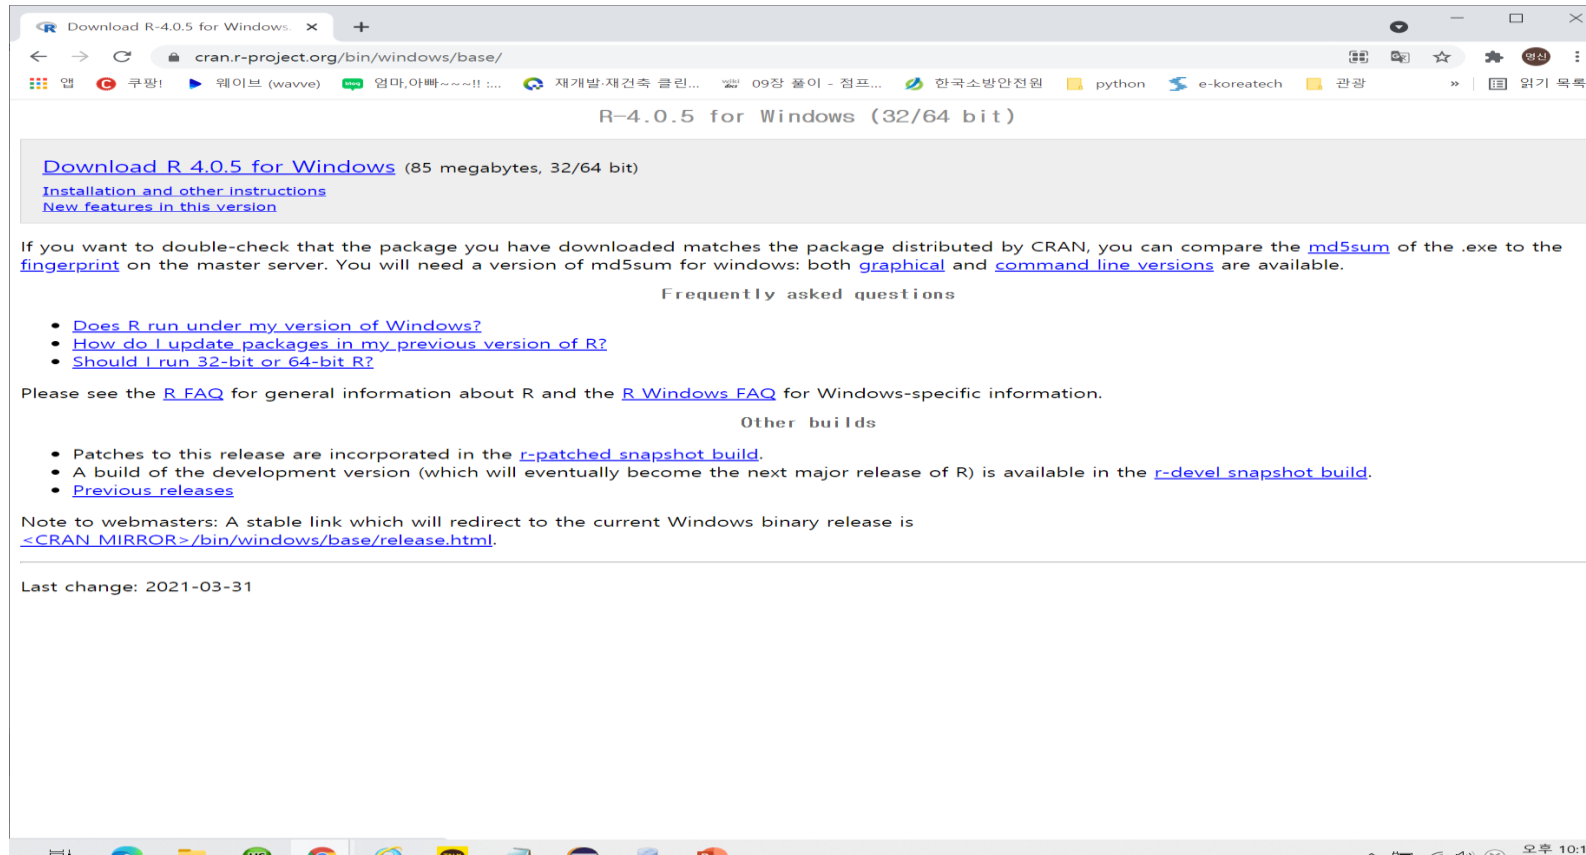 Download R-4.0.5 for Windows.
cran.r-project.org/bin/windows/base/
영신
앱 쿠팡! 웨이브 (wavve) 엄마,아빠~~~!! :... 재개발·재건축 클린... 09장 풀이 - 점프... 한국소방안전원 python e-koreatech 관광 » 읽기 목록
R-4.0.5 for Windows (32/64 bit)
Download R 4.0.5 for Windows (85 megabytes, 32/64 bit)
Installation and other instructions
New features in this version
If you want to double-check that the package you have downloaded matches the package distributed by CRAN, you can compare the md5sum of the .exe to the
fingerprint on the master server. You will need a version of md5sum for windows: both graphical and command line versions are available.
Frequently asked questions
• Does R run under my version of Windows?
• How do I update packages in my previous version of R?
• Should I run 32-bit or 64-bit R?
Please see the R FAQ for general information about R and the R Windows FAQ for Windows-specific information.
Other builds
• Patches to this release are incorporated in the r-patched snapshot build.
• A build of the development version (which will eventually become the next major release of R) is available in the r-devel snapshot build.
• Previous releases
Note to webmasters: A stable link which will redirect to the current Windows binary release is
<CRAN MIRROR>/bin/windows/base/release.html.
Last change: 2021-03-31
오후 10:1